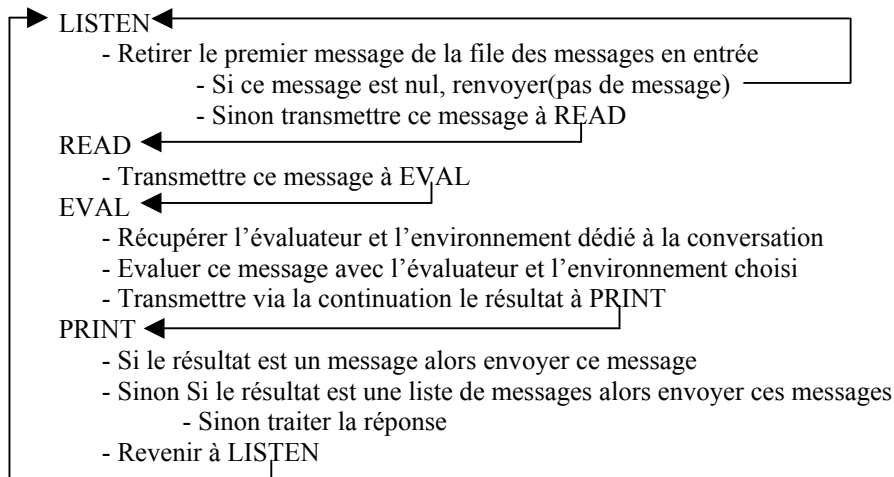 LISTEN
- Retirer le premier message de la file des messages en entrée
- Si ce message est nul, renvoyer(pas de message)
- Sinon transmettre ce message à READ
READ
- Transmettre ce message à EVAL
EVAL
- Récupérer l’évaluateur et l’environnement dédié à la conversation
- Evaluer ce message avec l’évaluateur et l’environnement choisi
- Transmettre via la continuation le résultat à PRINT
PRINT
- Si le résultat est un message alors envoyer ce message
- Sinon Si le résultat est une liste de messages alors envoyer ces messages
- Sinon traiter la réponse
- Revenir à LISTEN